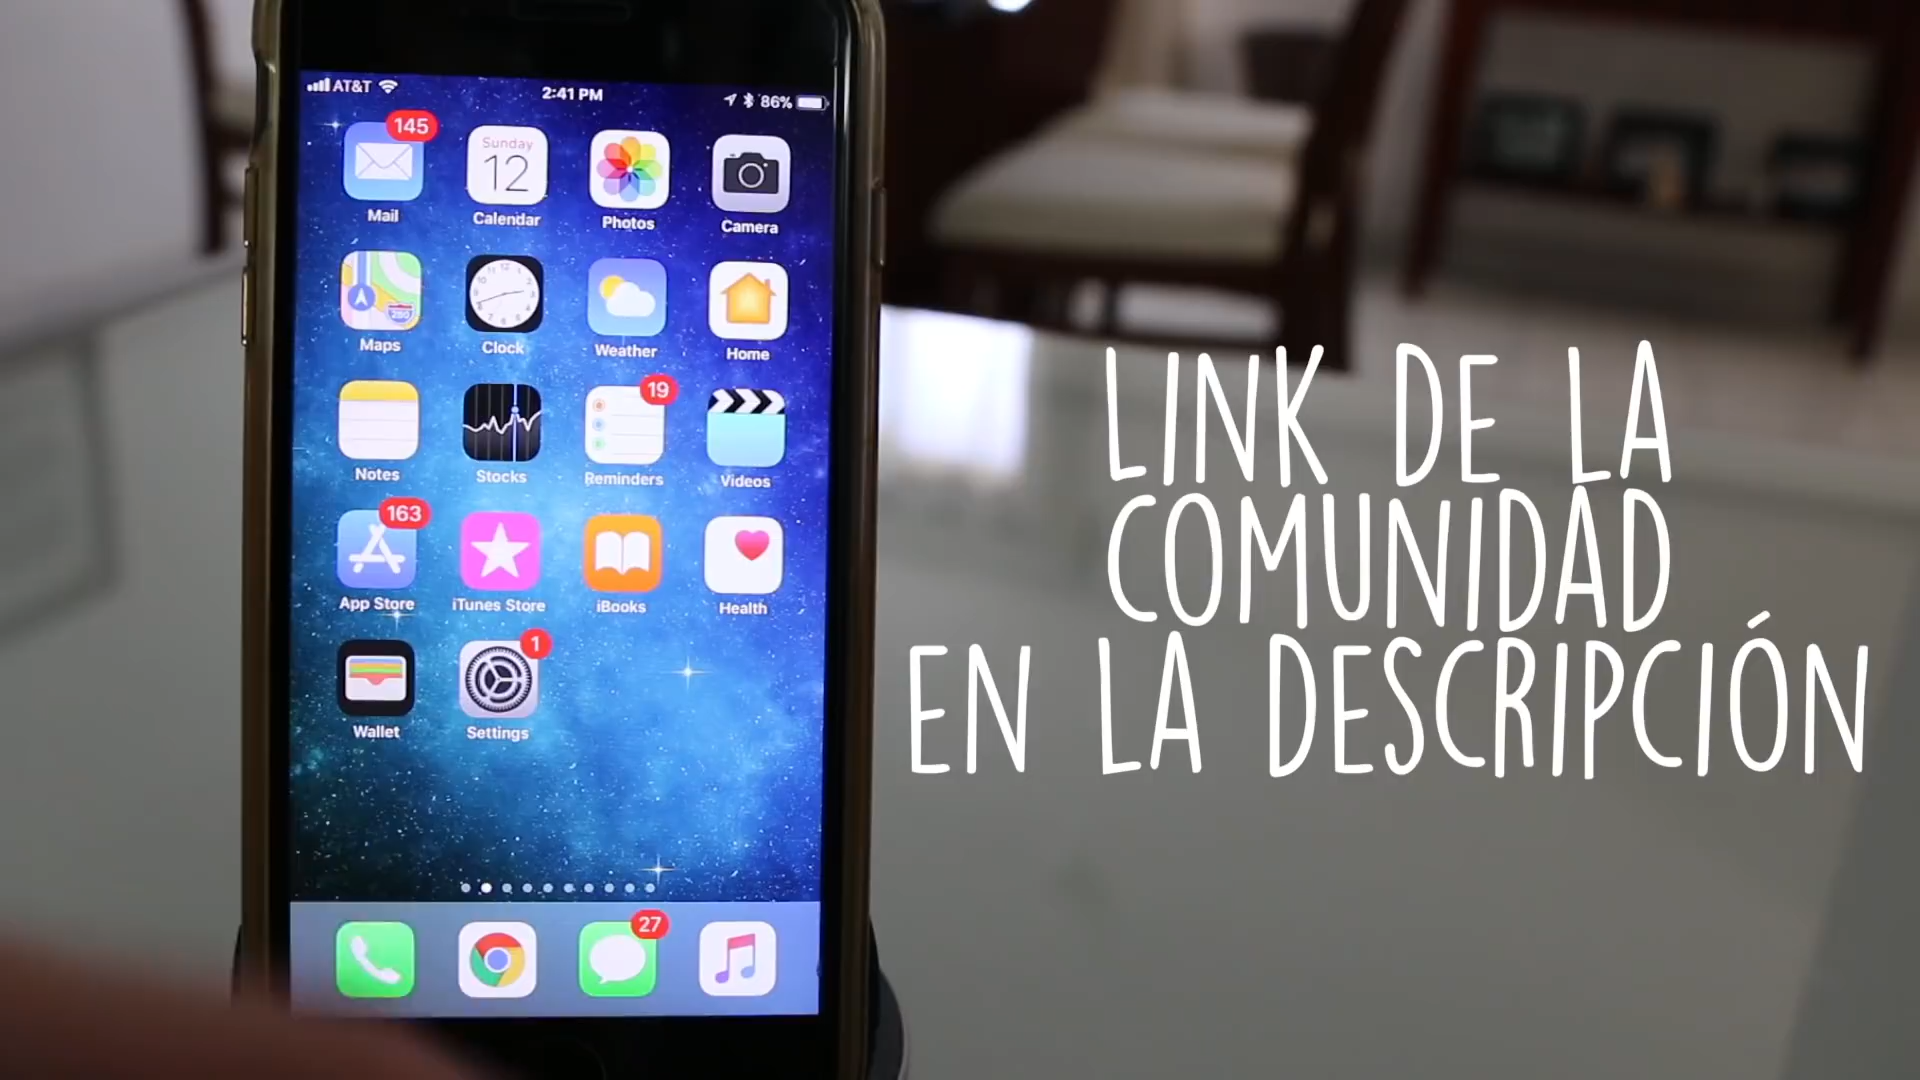 AT&T 2:41 PM 86%
145
Sunday
12
Mail Calendar Photos Camera
280
Maps Clock Weather Home
19
Notes Stocks Reminders Videos
163
App Store iTunes Store iBooks Health
1
Wallet Settings
27
LINK DE LA
COMUNIDAD
EN LA DESCRIPCIÓN